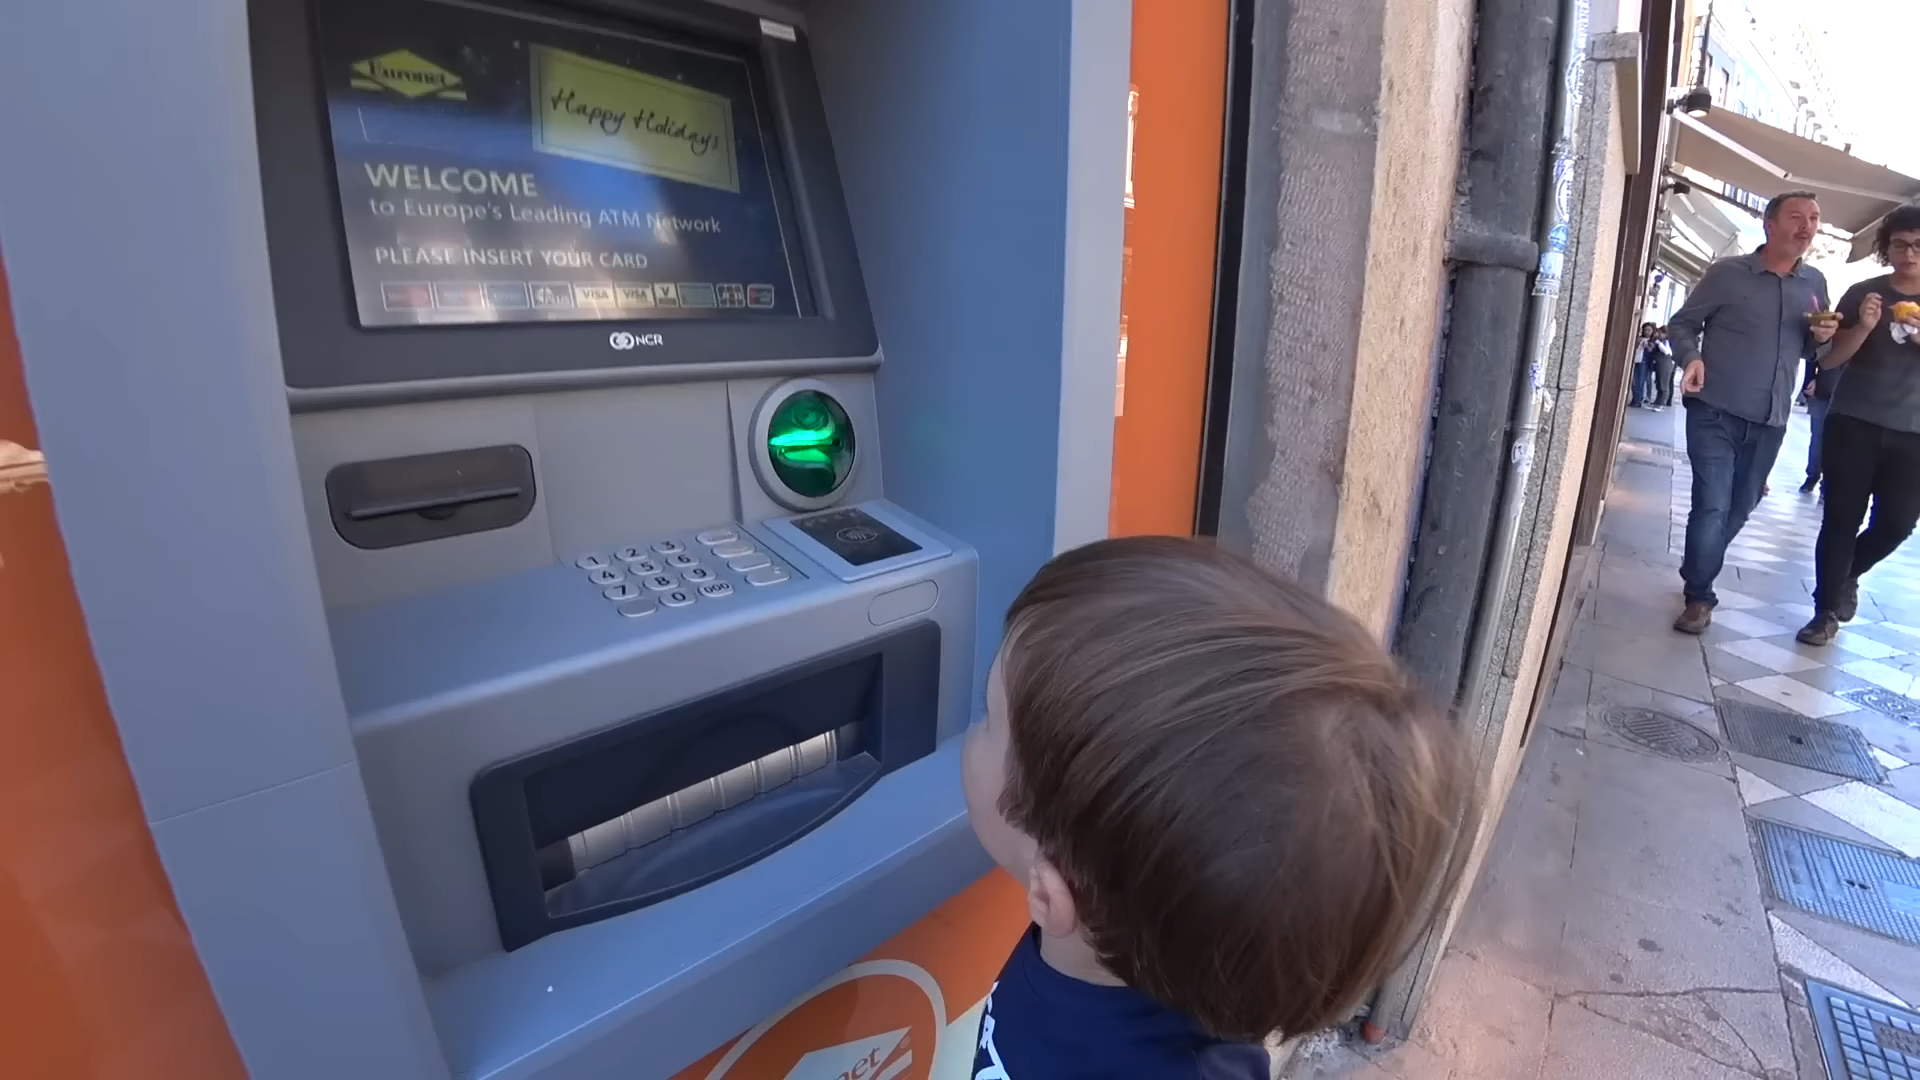 Euronet
Happy Holidays
WELCOME
to Europe's Leading ATM Network
PLEASE INSERT YOUR CARD
VISA
VISA
V
NCR
1 2 3
4 5 6
7 8 9
0 000
net